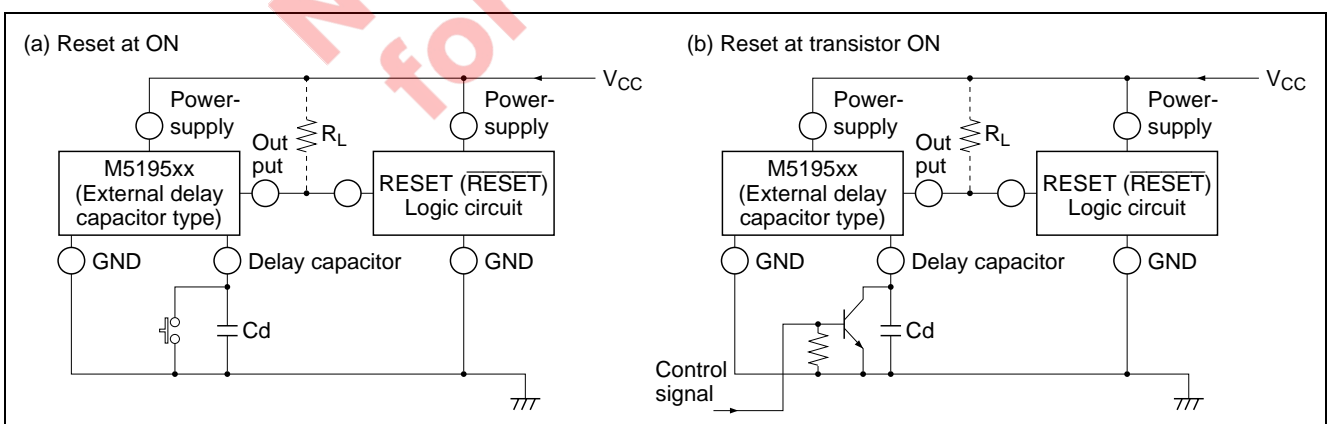 (a) Reset at ON
VCC
Power-
supply
Out
put
RL
Power-
supply
M5195xx
(External delay
capacitor type)
RESET (RESET)
Logic circuit
GND
Delay capacitor
GND
Cd
(b) Reset at transistor ON
VCC
Power-
supply
Out
put
RL
Power-
supply
M5195xx
(External delay
capacitor type)
RESET (RESET)
Logic circuit
GND
Delay capacitor
GND
Cd
Control
signal